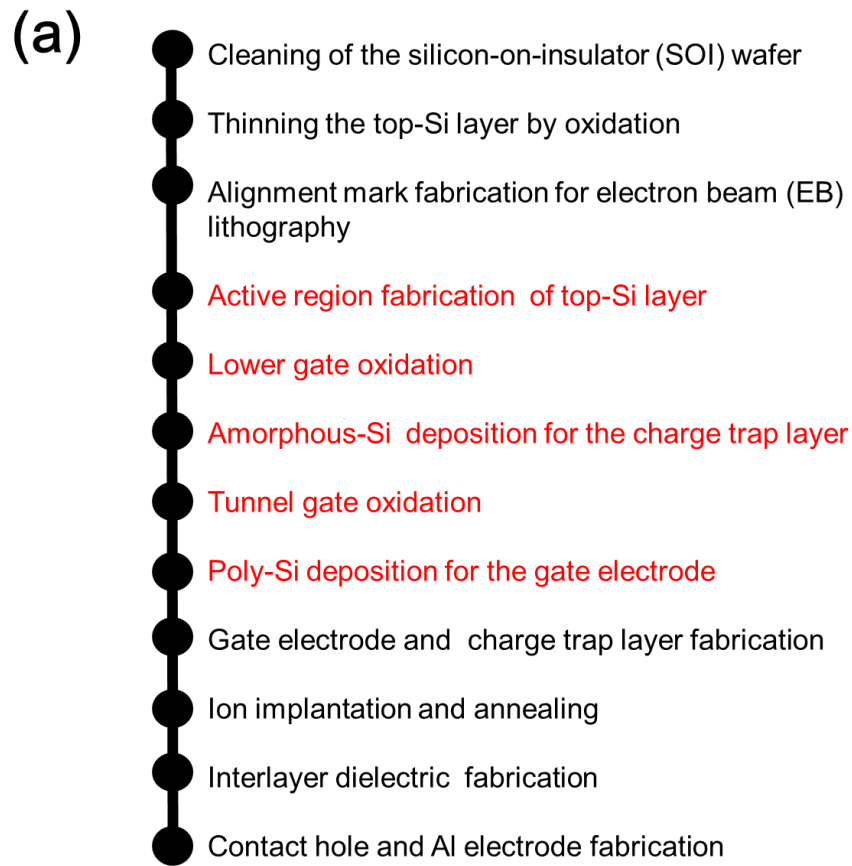 (a)
Cleaning of the silicon-on-insulator (SOI) wafer
Thinning the top-Si layer by oxidation
Alignment mark fabrication for electron beam (EB)
lithography
Active region fabrication of top-Si layer
Lower gate oxidation
Amorphous-Si deposition for the charge trap layer
Tunnel gate oxidation
Poly-Si deposition for the gate electrode
Gate electrode and charge trap layer fabrication
Ion implantation and annealing
Interlayer dielectric fabrication
Contact hole and Al electrode fabrication